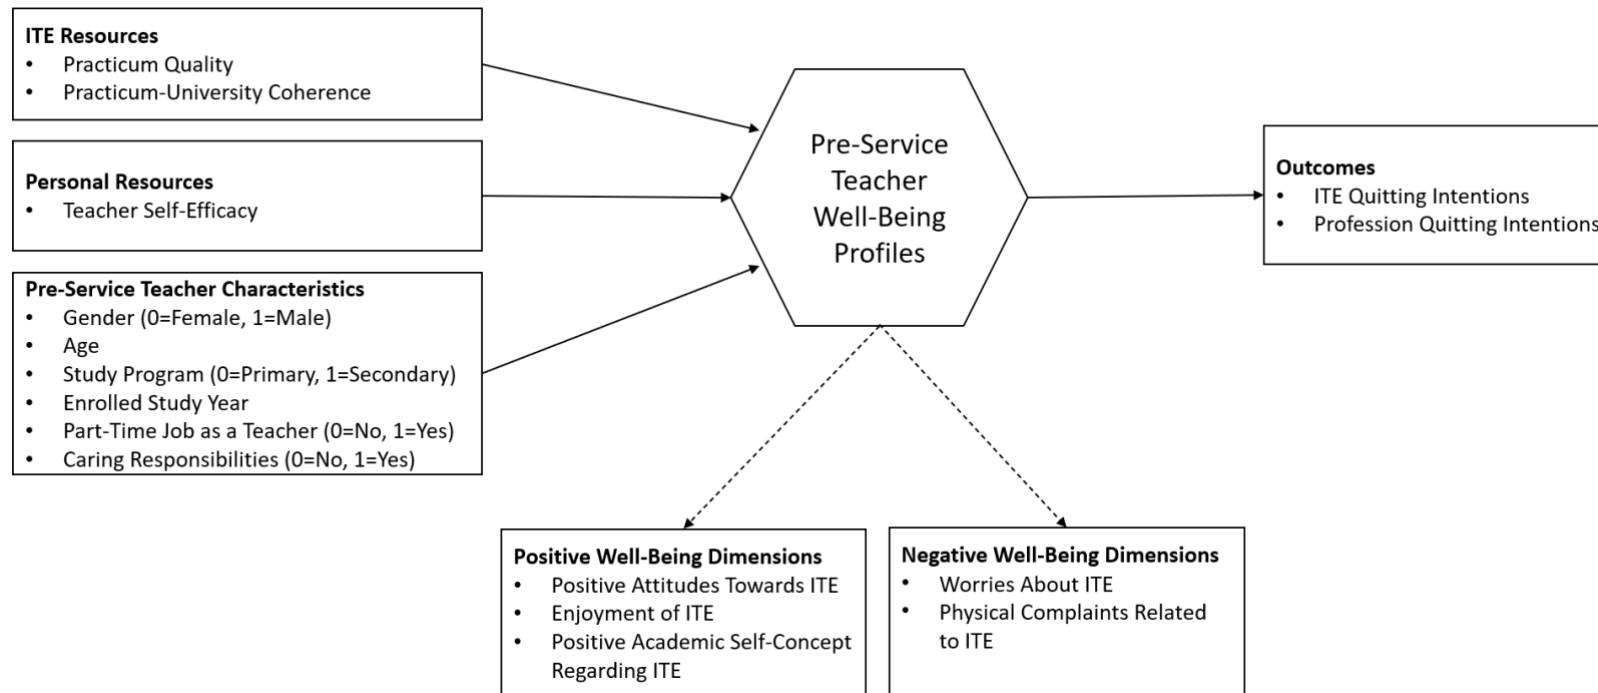 ITE Resources
• Practicum Quality
• Practicum-University Coherence
Personal Resources
• Teacher Self-Efficacy
Pre-Service Teacher Characteristics
• Gender (0=Female, 1=Male)
• Age
• Study Program (0=Primary, 1=Secondary)
• Enrolled Study Year
• Part-Time Job as a Teacher (0=No, 1=Yes)
• Caring Responsibilities (0=No, 1=Yes)
Pre-Service
Teacher
Well-Being
Profiles
Outcomes
• ITE Quitting Intentions
• Profession Quitting Intentions
Positive Well-Being Dimensions
• Positive Attitudes Towards ITE
• Enjoyment of ITE
• Positive Academic Self-Concept
Regarding ITE
Negative Well-Being Dimensions
• Worries About ITE
• Physical Complaints Related
to ITE